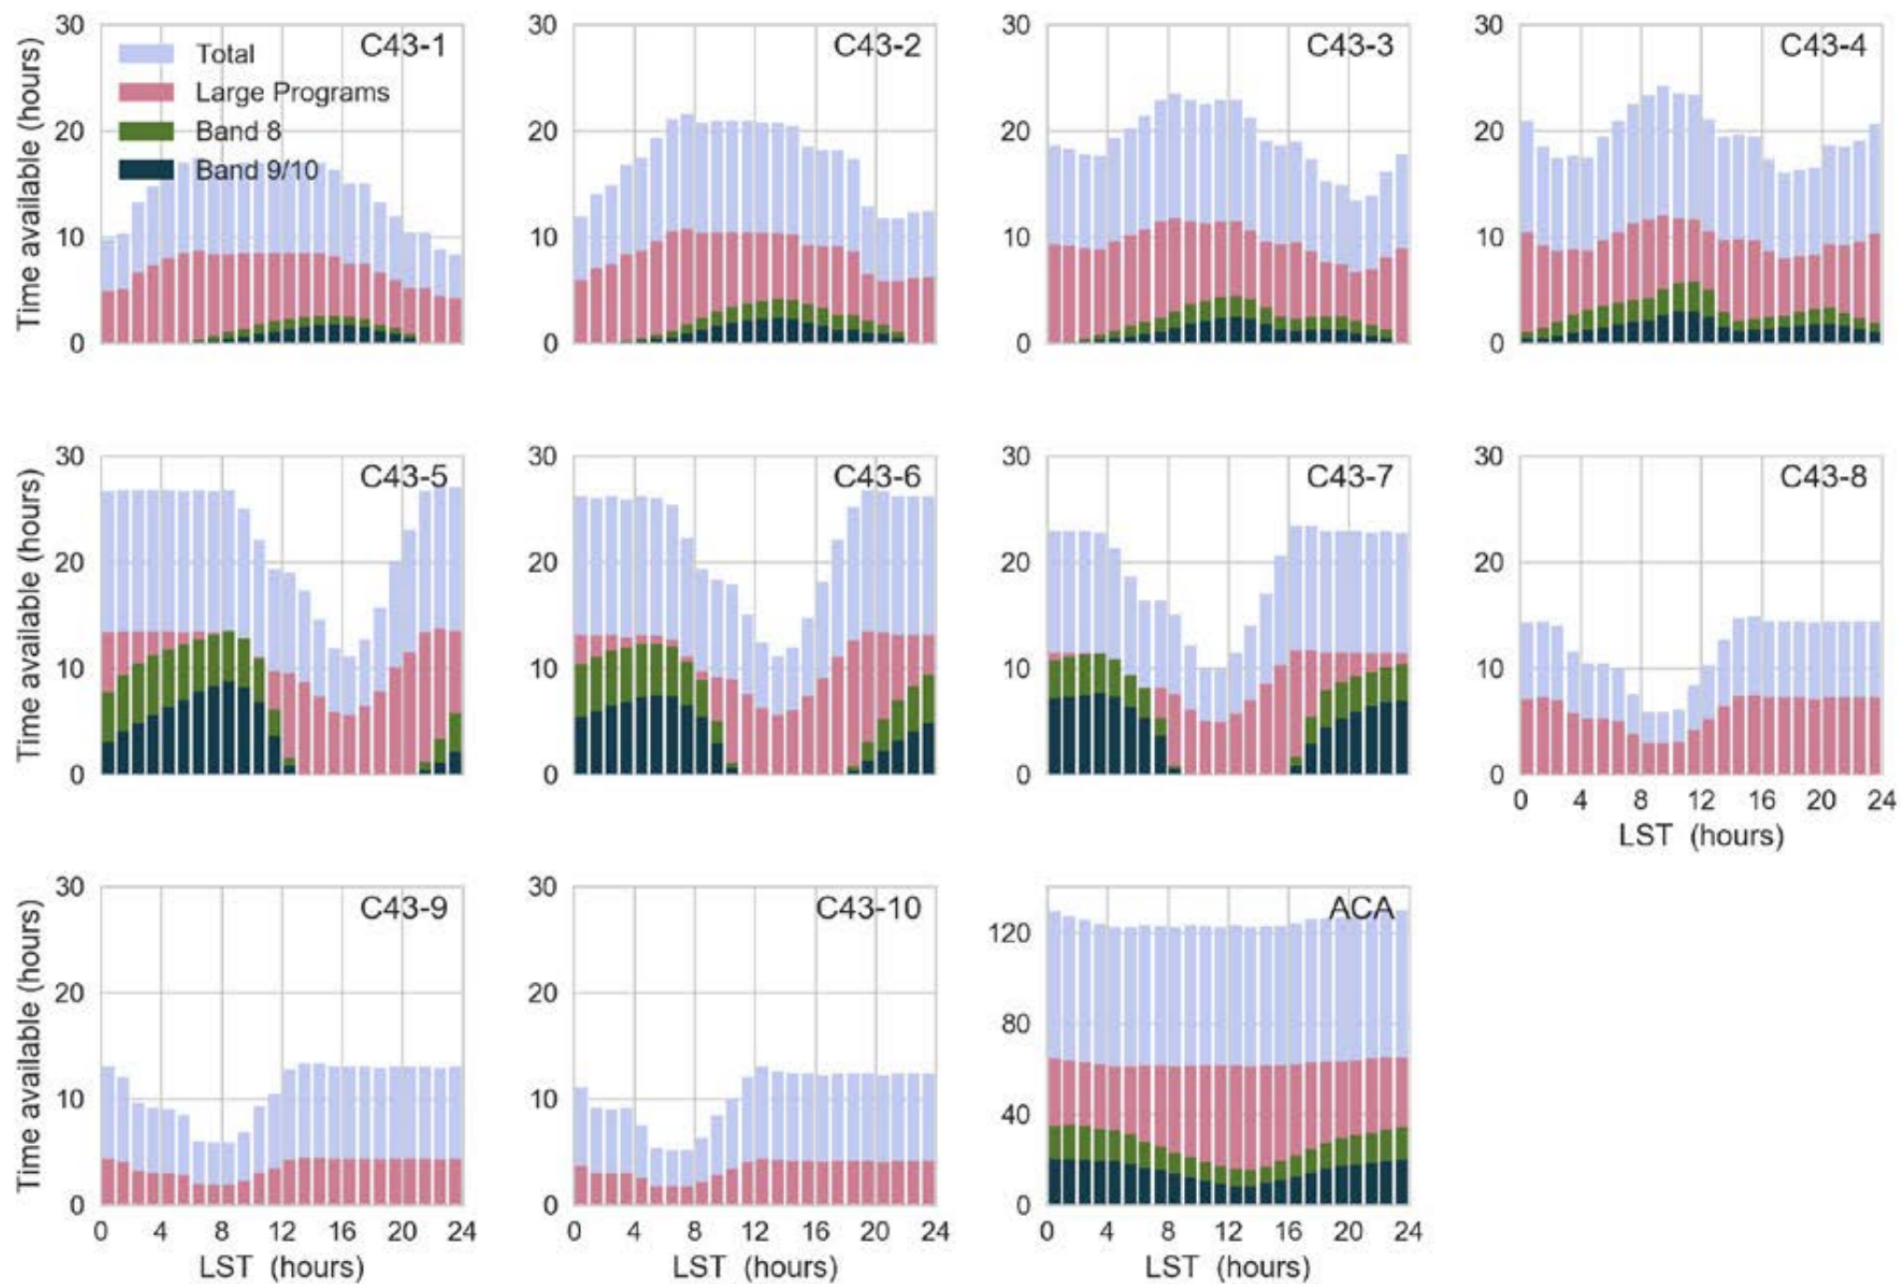 30 C43-1
Total
Large Programs
20 Band 8
Band 9/10
10
0
Time available (hours)
30 C43-2
20
10
0
30 C43-3
20
10
0
30 C43-4
20
10
0
30 C43-5
20
10
0
Time available (hours)
30 C43-6
20
10
0
30 C43-7
20
10
0
30 C43-8
20
10
0
0 4 8 12 16 20 24
LST (hours)
30 C43-9
20
10
0
Time available (hours)
0 4 8 12 16 20 24
LST (hours)
30 C43-10
20
10
0
0 4 8 12 16 20 24
LST (hours)
ACA
120
80
40
0
0 4 8 12 16 20 24
LST (hours)